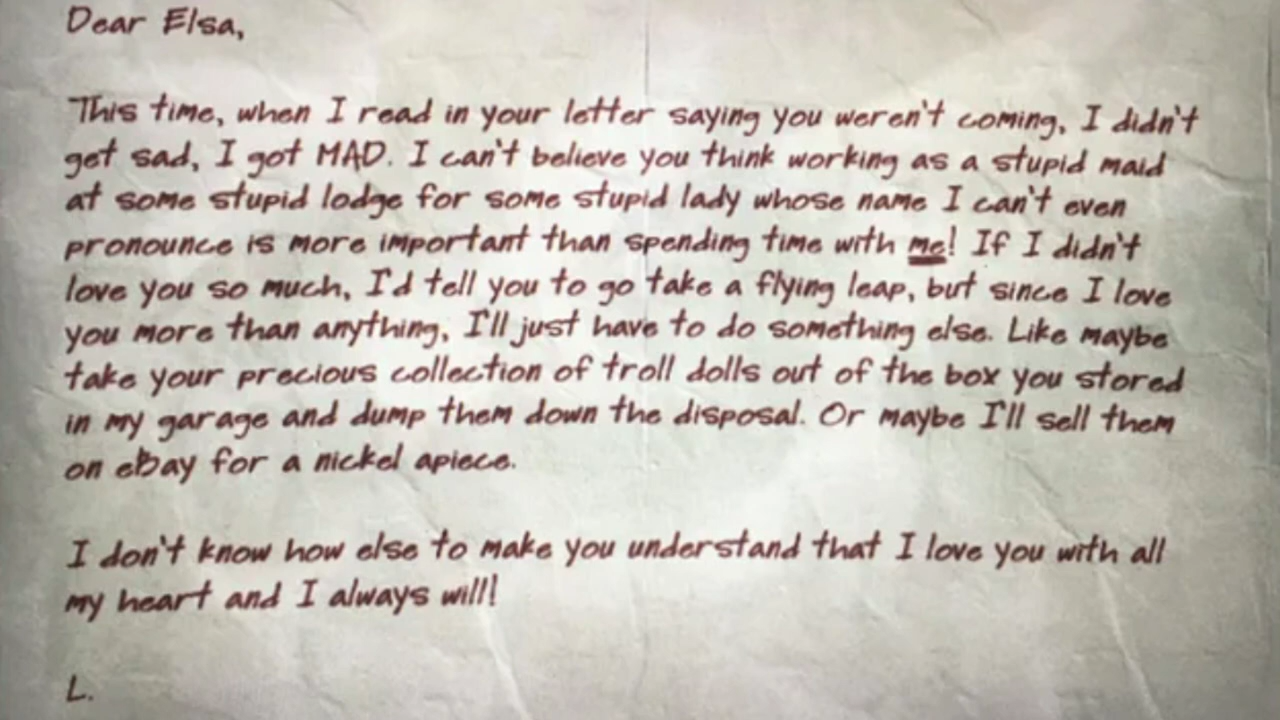 Dear Elsa,
This time, when I read in your letter saying you weren't coming, I didn't
get sad, I got MAD. I can't believe you think working as a stupid maid
at some stupid lodge for some stupid lady whose name I can't even
pronounce is more important than spending time with me! If I didn't
love you so much, I'd tell you to go take a flying leap, but since I love
you more than anything, I'll just have to do something else. Like maybe
take your precious collection of troll dolls out of the box you stored
in my garage and dump them down the disposal. Or maybe I'll sell them
on eBay for a nickel apiece.
I don't know how else to make you understand that I love you with all
my heart and I always will!
L.